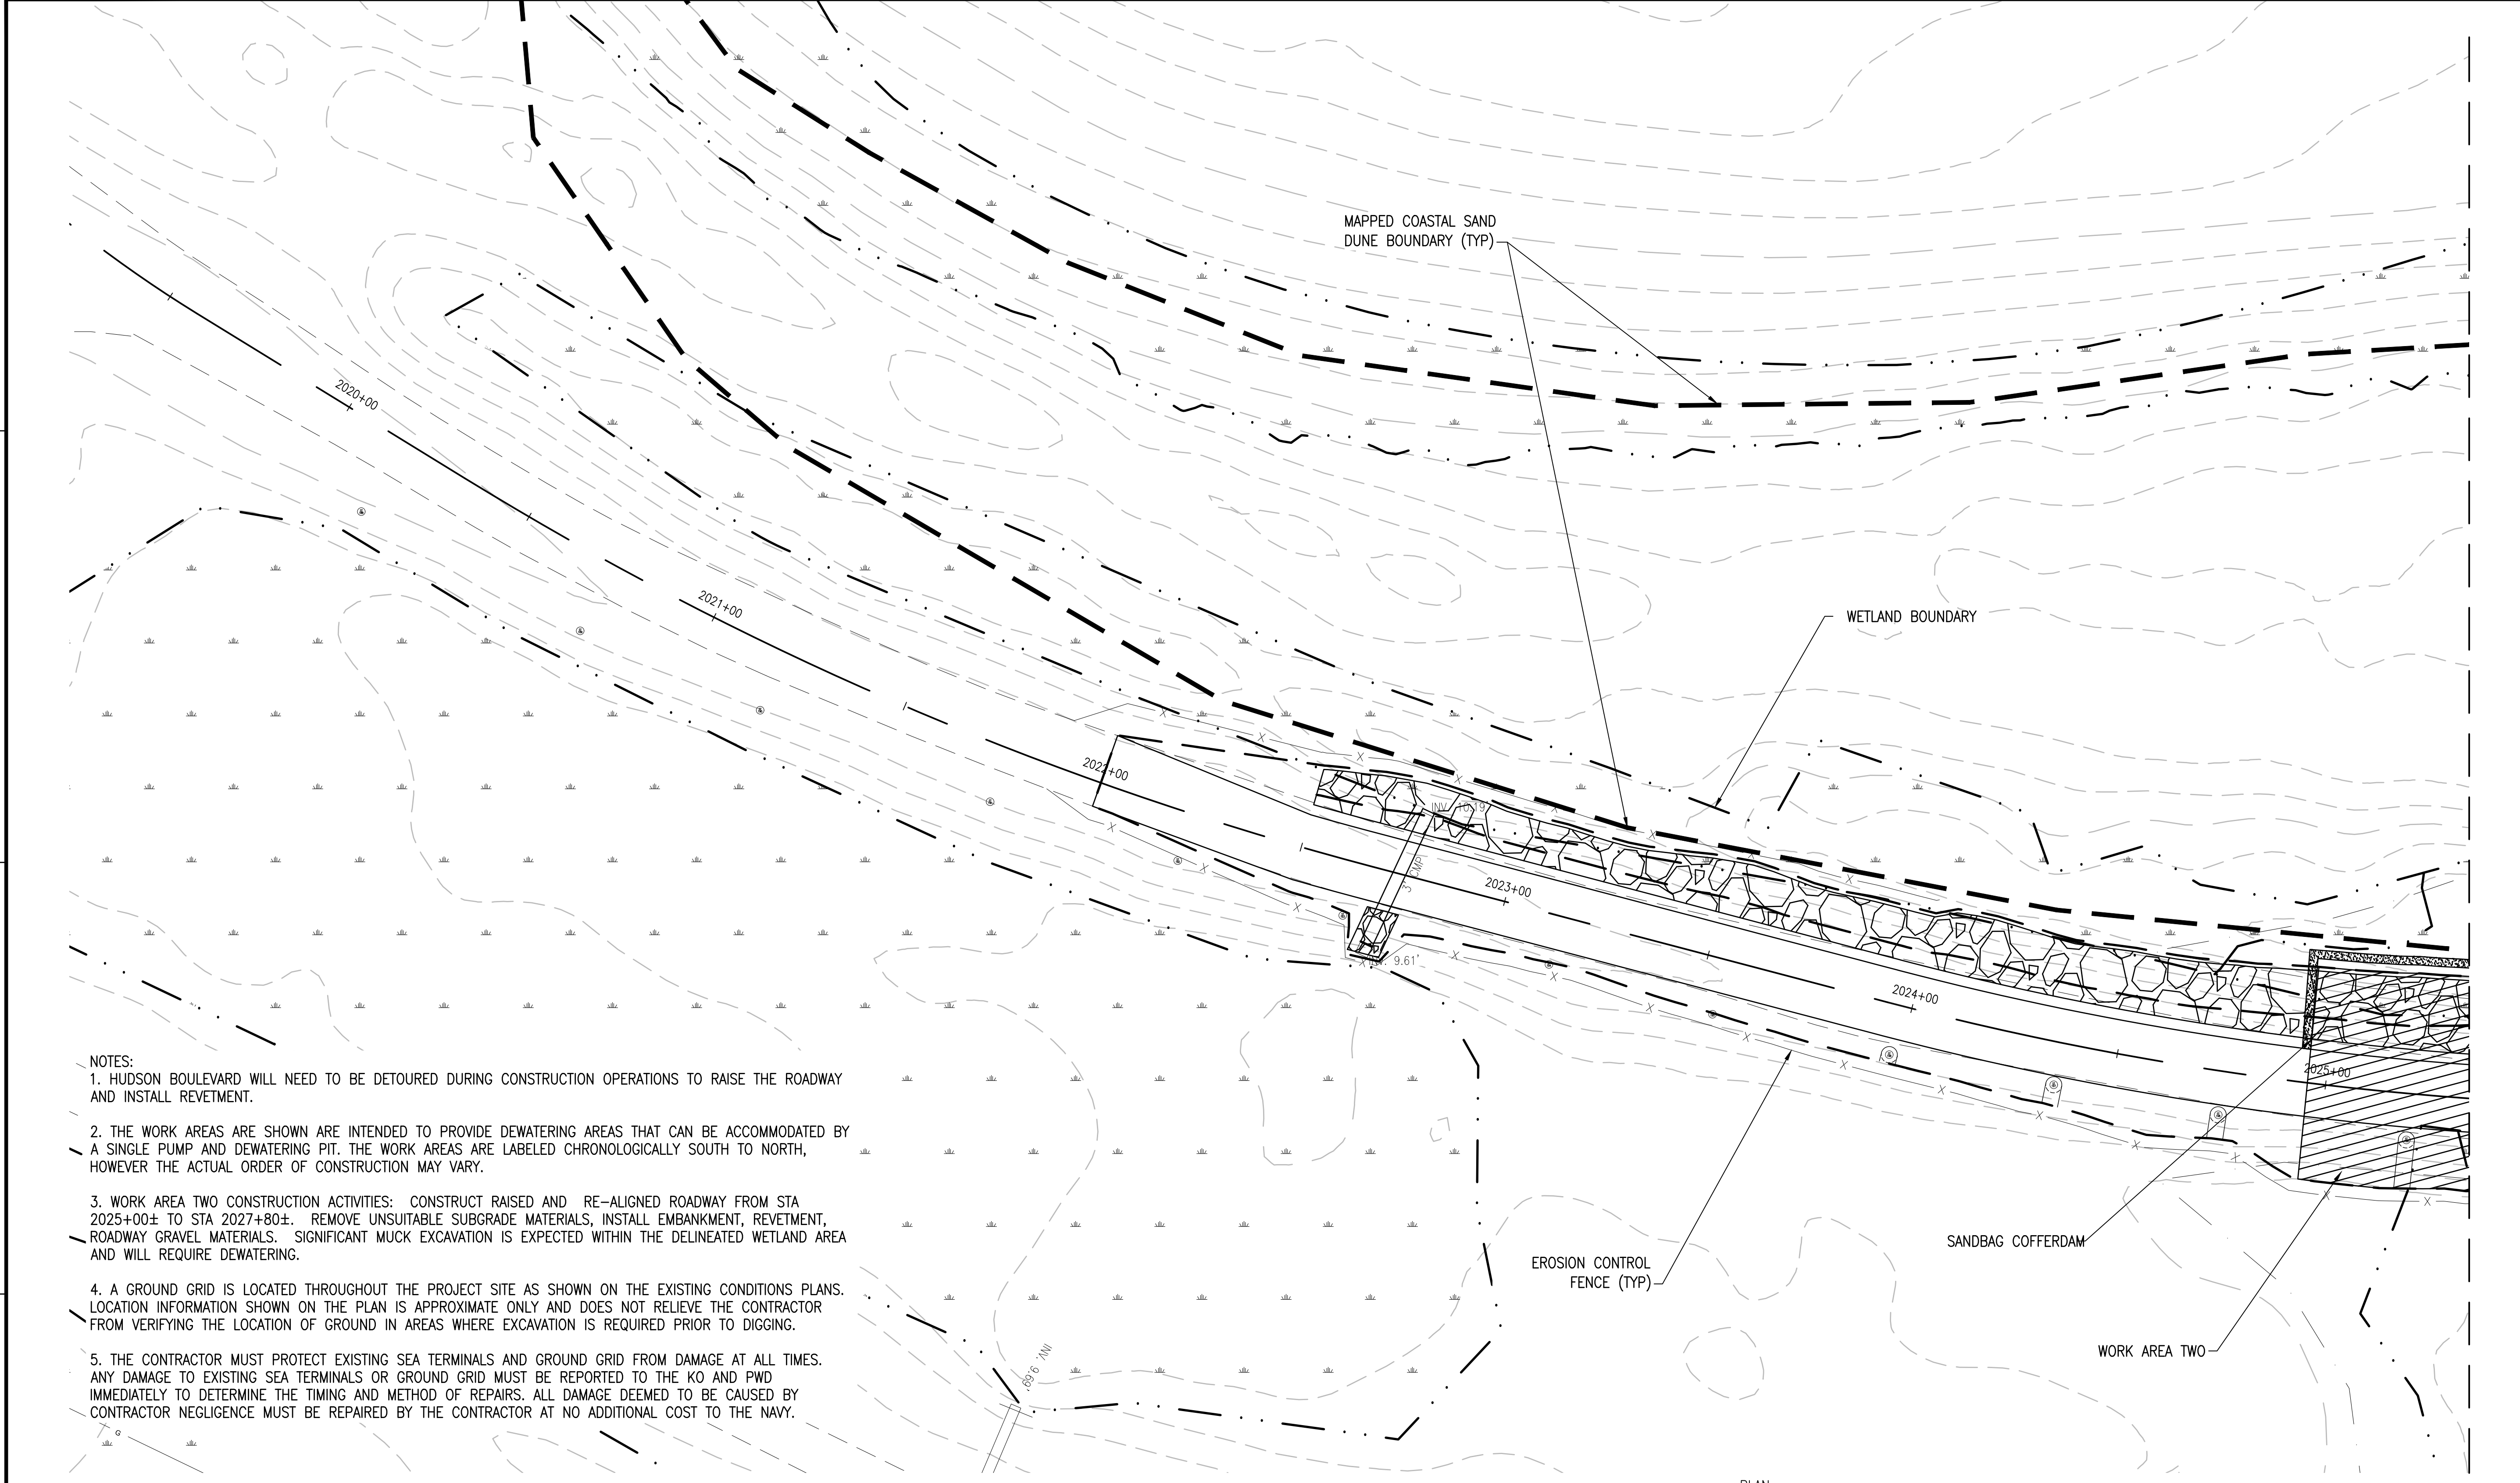 MAPPED COASTAL SAND
DUNE BOUNDARY (TYP)
2020+00
2021+00
WETLAND BOUNDARY
2022+00
INV. 10.19'
CMP
2023+00
INV. 9.61'
2024+00
2025+00
NOTES:
1. HUDSON BOULEVARD WILL NEED TO BE DETOURED DURING CONSTRUCTION OPERATIONS TO RAISE THE ROADWAY
AND INSTALL REVETMENT.
2. THE WORK AREAS ARE SHOWN ARE INTENDED TO PROVIDE DEWATERING AREAS THAT CAN BE ACCOMMODATED BY
A SINGLE PUMP AND DEWATERING PIT. THE WORK AREAS ARE LABELED CHRONOLOGICALLY SOUTH TO NORTH,
HOWEVER THE ACTUAL ORDER OF CONSTRUCTION MAY VARY.
3. WORK AREA TWO CONSTRUCTION ACTIVITIES: CONSTRUCT RAISED AND RE-ALIGNED ROADWAY FROM STA
2025+00± TO STA 2027+80±. REMOVE UNSUITABLE SUBGRADE MATERIALS, INSTALL EMBANKMENT, REVETMENT,
ROADWAY GRAVEL MATERIALS. SIGNIFICANT MUCK EXCAVATION IS EXPECTED WITHIN THE DELINEATED WETLAND AREA
AND WILL REQUIRE DEWATERING.
4. A GROUND GRID IS LOCATED THROUGHOUT THE PROJECT SITE AS SHOWN ON THE EXISTING CONDITIONS PLANS.
LOCATION INFORMATION SHOWN ON THE PLAN IS APPROXIMATE ONLY AND DOES NOT RELIEVE THE CONTRACTOR
FROM VERIFYING THE LOCATION OF GROUND IN AREAS WHERE EXCAVATION IS REQUIRED PRIOR TO DIGGING.
5. THE CONTRACTOR MUST PROTECT EXISTING SEA TERMINALS AND GROUND GRID FROM DAMAGE AT ALL TIMES.
ANY DAMAGE TO EXISTING SEA TERMINALS OR GROUND GRID MUST BE REPORTED TO THE KO AND PWD
IMMEDIATELY TO DETERMINE THE TIMING AND METHOD OF REPAIRS. ALL DAMAGE DEEMED TO BE CAUSED BY
CONTRACTOR NEGLIGENCE MUST BE REPAIRED BY THE CONTRACTOR AT NO ADDITIONAL COST TO THE NAVY.
SANDBAG COFFERDAM
EROSION CONTROL
FENCE (TYP)
WORK AREA TWO
INV. 9.69'
G